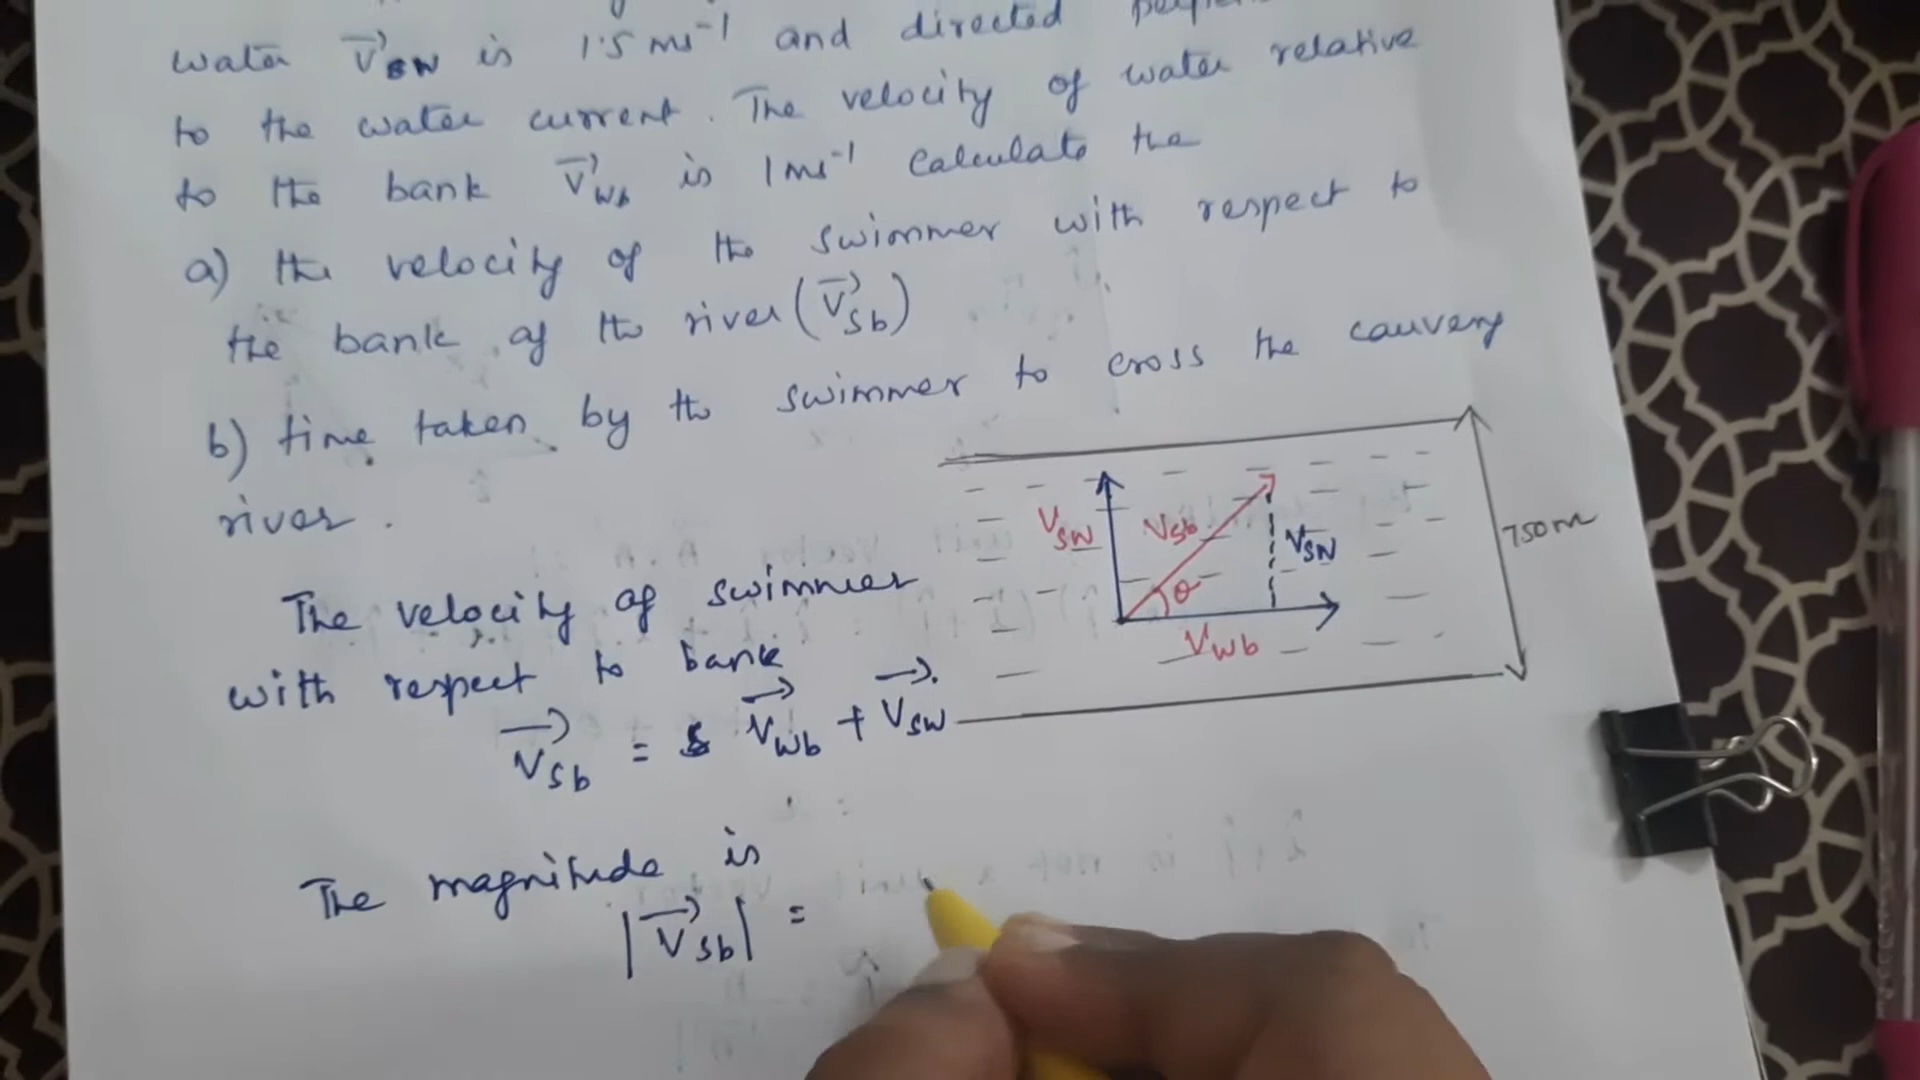 water V⃗SW is 1.5 ms⁻¹ and directed
to the water current. The velocity of water relative
to the bank V⃗Wb is 1ms⁻¹ Calculate the
a) the velocity of the swimmer with respect to
the bank of the river (V⃗Sb)
b) time taken by the swimmer to cross the cauvery
river.
VSW
VSb
VSW
θ
VWb
750m
The velocity of swimmer
with respect to bank
V⃗Sb = V⃗Wb + V⃗SW
The magnitude is
|V⃗Sb| =